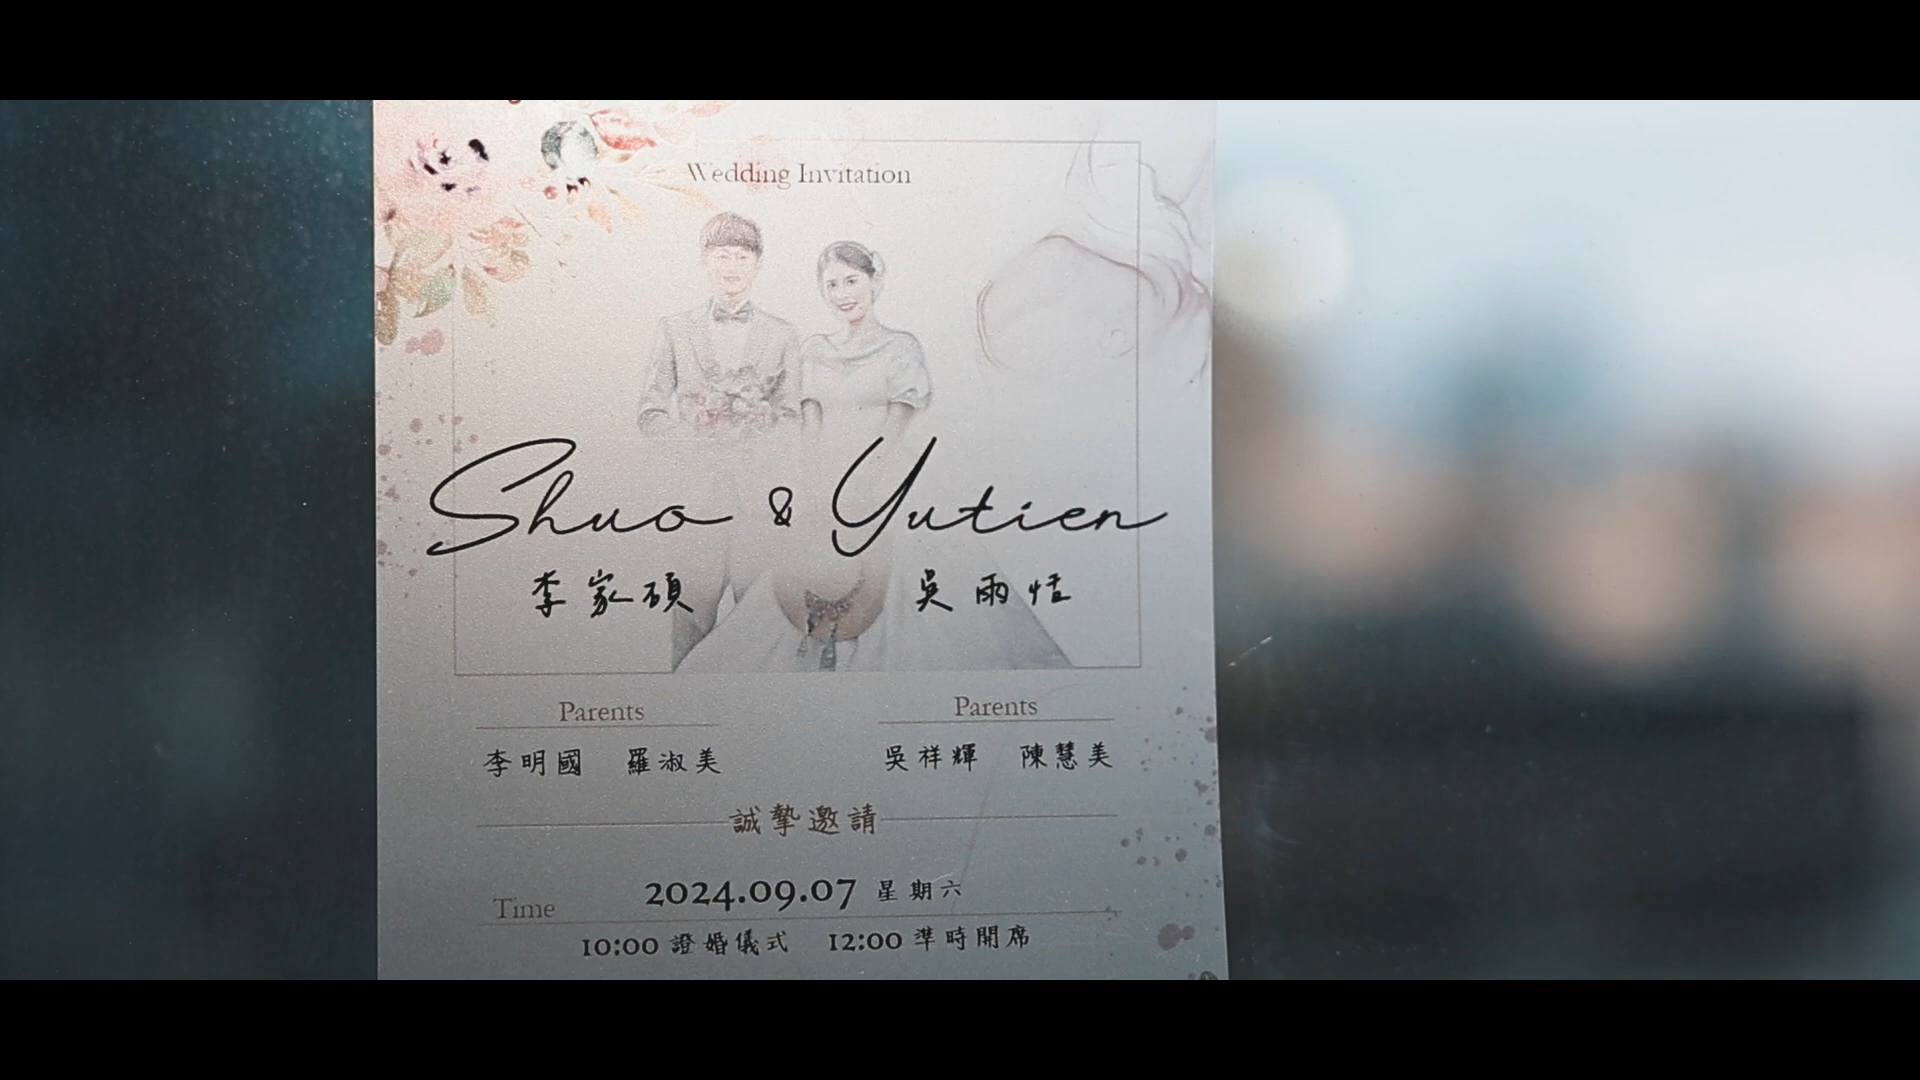 Wedding Invitation
Shuo & Yutien
李家碩 吳雨恬
Parents Parents
李明國 羅淑美 吳祥輝 陳慧美
誠摯邀請
Time 2024.09.07 星期六
10:00 證婚儀式 12:00 準時開席